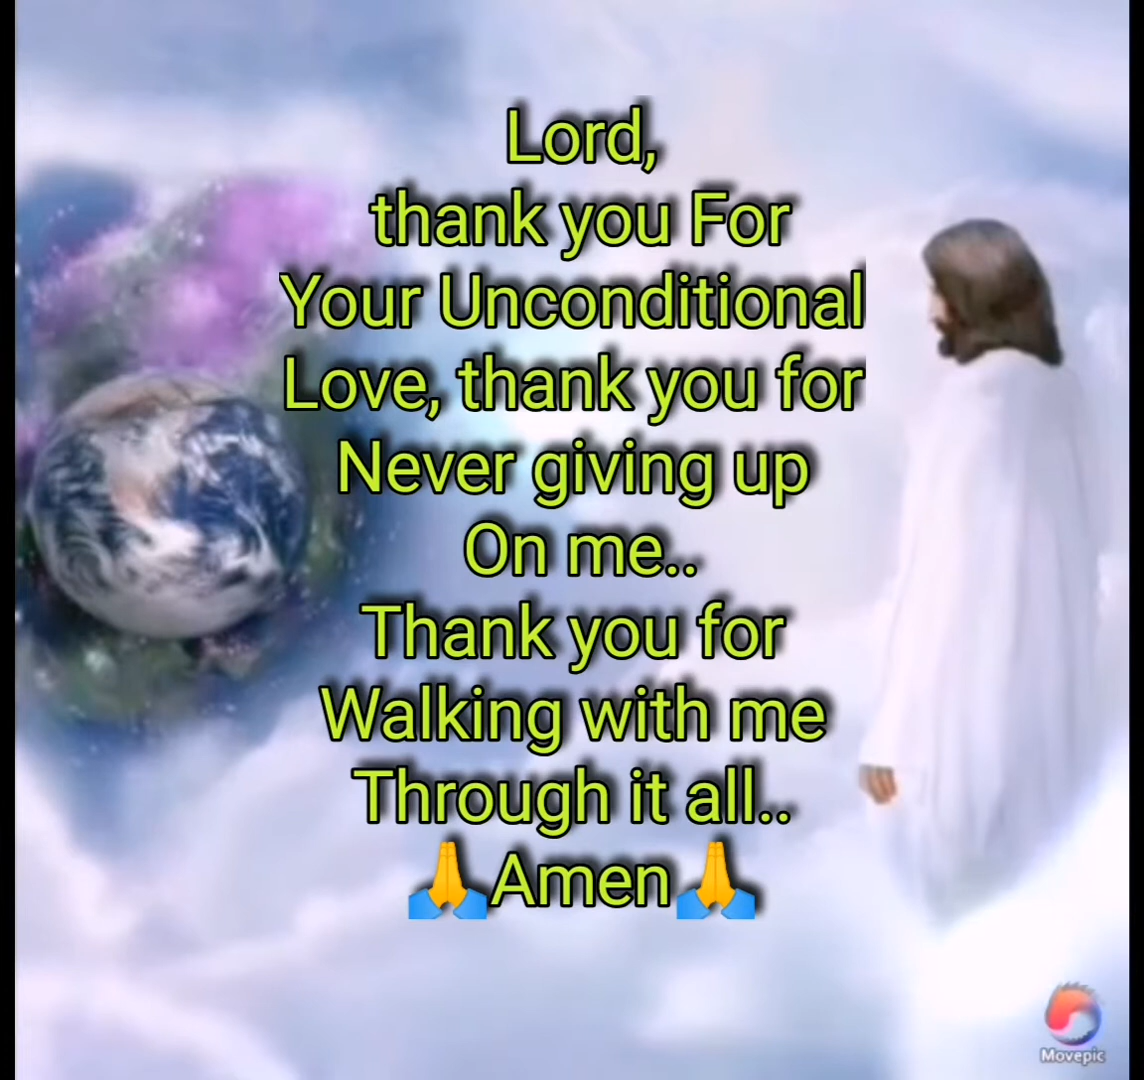 Lord,
thank you For
Your Unconditional
Love, thank you for
Never giving up
On me..
Thank you for
Walking with me
Through it all..
🙏Amen🙏
Movepic